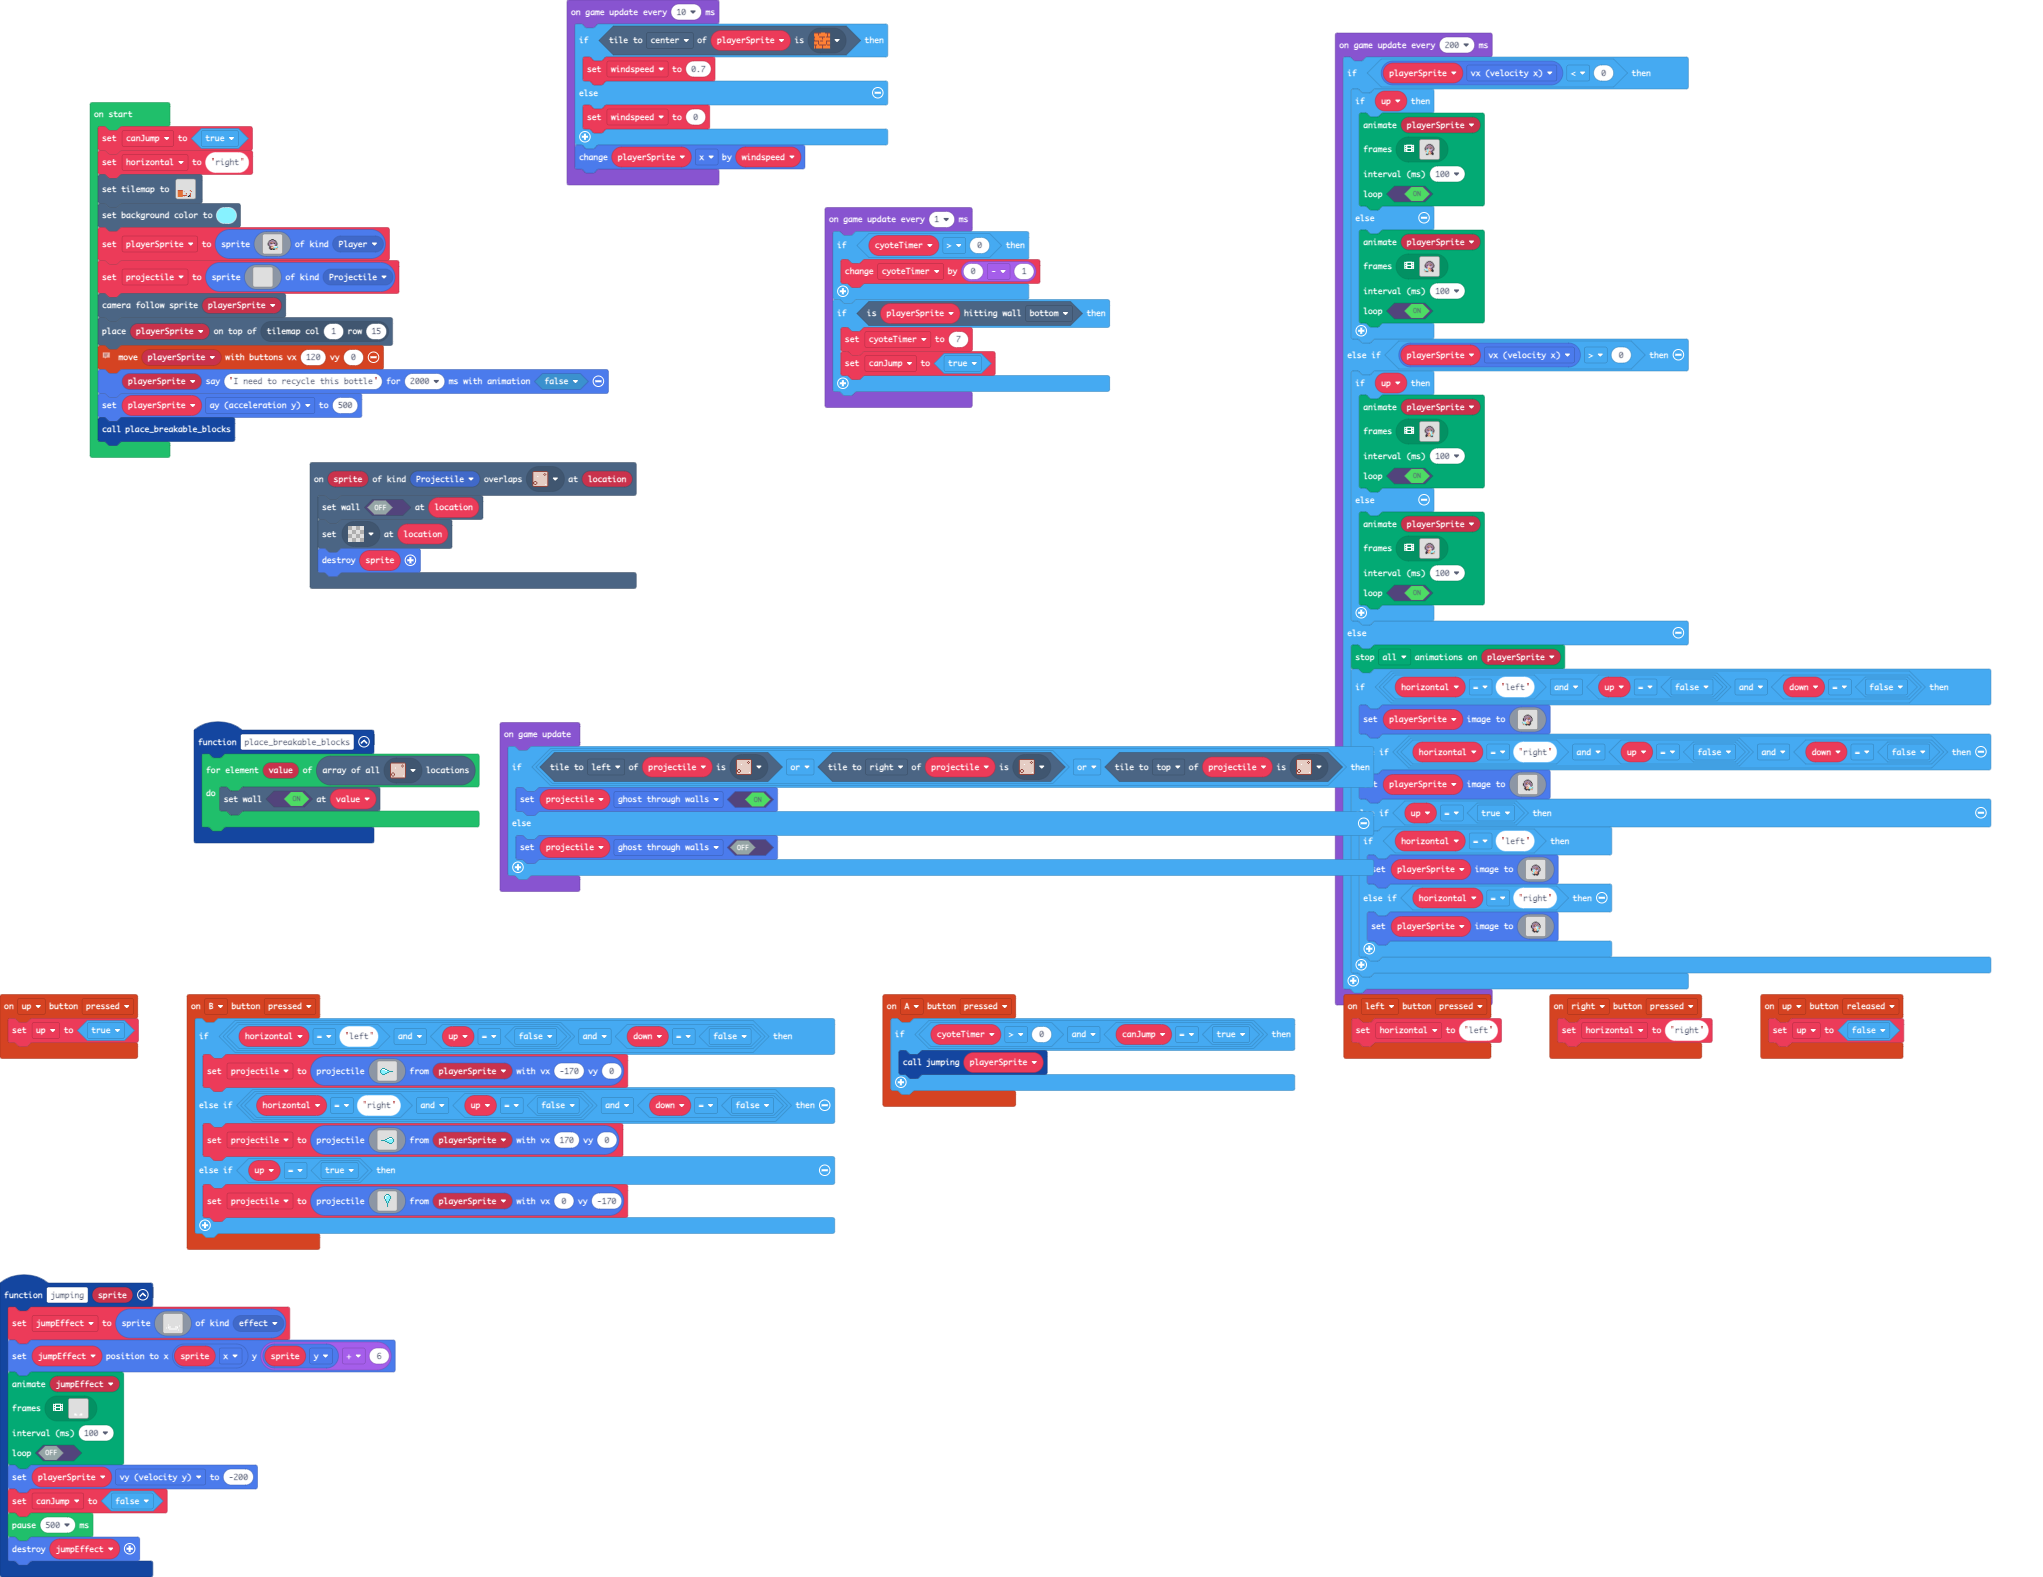 on game update every 10 ms
if tile to center of playerSprite is then
set windspeed to 0.7
else
set windspeed to 0
change playerSprite x by windspeed
on start
set canJump to true
set horizontal to "right"
set tilemap to
set background color to
set playerSprite to sprite of kind Player
set projectile to sprite of kind Projectile
camera follow sprite playerSprite
place playerSprite on top of tilemap col 1 row 15
move playerSprite with buttons vx 120 vy 0
playerSprite say "I need to recycle this bottle" for 2000 ms with animation false
set playerSprite ay (acceleration y) to 500
call place_breakable_blocks
on game update every 1 ms
if cyoteTimer > 0 then
change cyoteTimer by 0 - 1
if is playerSprite hitting wall bottom then
set cyoteTimer to 7
set canJump to true
on sprite of kind Projectile overlaps at location
set wall OFF at location
set at location
destroy sprite
on game update every 200 ms
if playerSprite vx (velocity x) < 0 then
if up then
animate playerSprite
frames
interval (ms) 100
loop ON
else
animate playerSprite
frames
interval (ms) 100
loop ON
else if playerSprite vx (velocity x) > 0 then
if up then
animate playerSprite
frames
interval (ms) 100
loop ON
else
animate playerSprite
frames
interval (ms) 100
loop ON
else
stop all animations on playerSprite
if horizontal = "left" and up = false and down = false then
set playerSprite image to
if horizontal = "right" and up = false and down = false then
playerSprite image to
if up = true then
if horizontal = "left" then
set playerSprite image to
else if horizontal = "right" then
set playerSprite image to
function place_breakable_blocks
for element value of array of all locations
do set wall ON at value
on game update
if tile to left of projectile is or tile to right of projectile is or tile to top of projectile is then
set projectile ghost through walls ON
else
set projectile ghost through walls OFF
on up button pressed
set up to true
on B button pressed
if horizontal = "left" and up = false and down = false then
set projectile to projectile from playerSprite with vx -170 vy 0
else if horizontal = "right" and up = false and down = false then
set projectile to projectile from playerSprite with vx 170 vy 0
else if up = true then
set projectile to projectile from playerSprite with vx 0 vy -170
on A button pressed
if cyoteTimer > 0 and canJump = true then
call jumping playerSprite
on left button pressed
set horizontal to "left"
on right button pressed
set horizontal to "right"
on up button released
set up to false
function jumping sprite
set jumpEffect to sprite of kind effect
set jumpEffect position to x sprite x y sprite y + 6
animate jumpEffect
frames
interval (ms) 100
loop OFF
set playerSprite vy (velocity y) to -200
set canJump to false
pause 500 ms
destroy jumpEffect